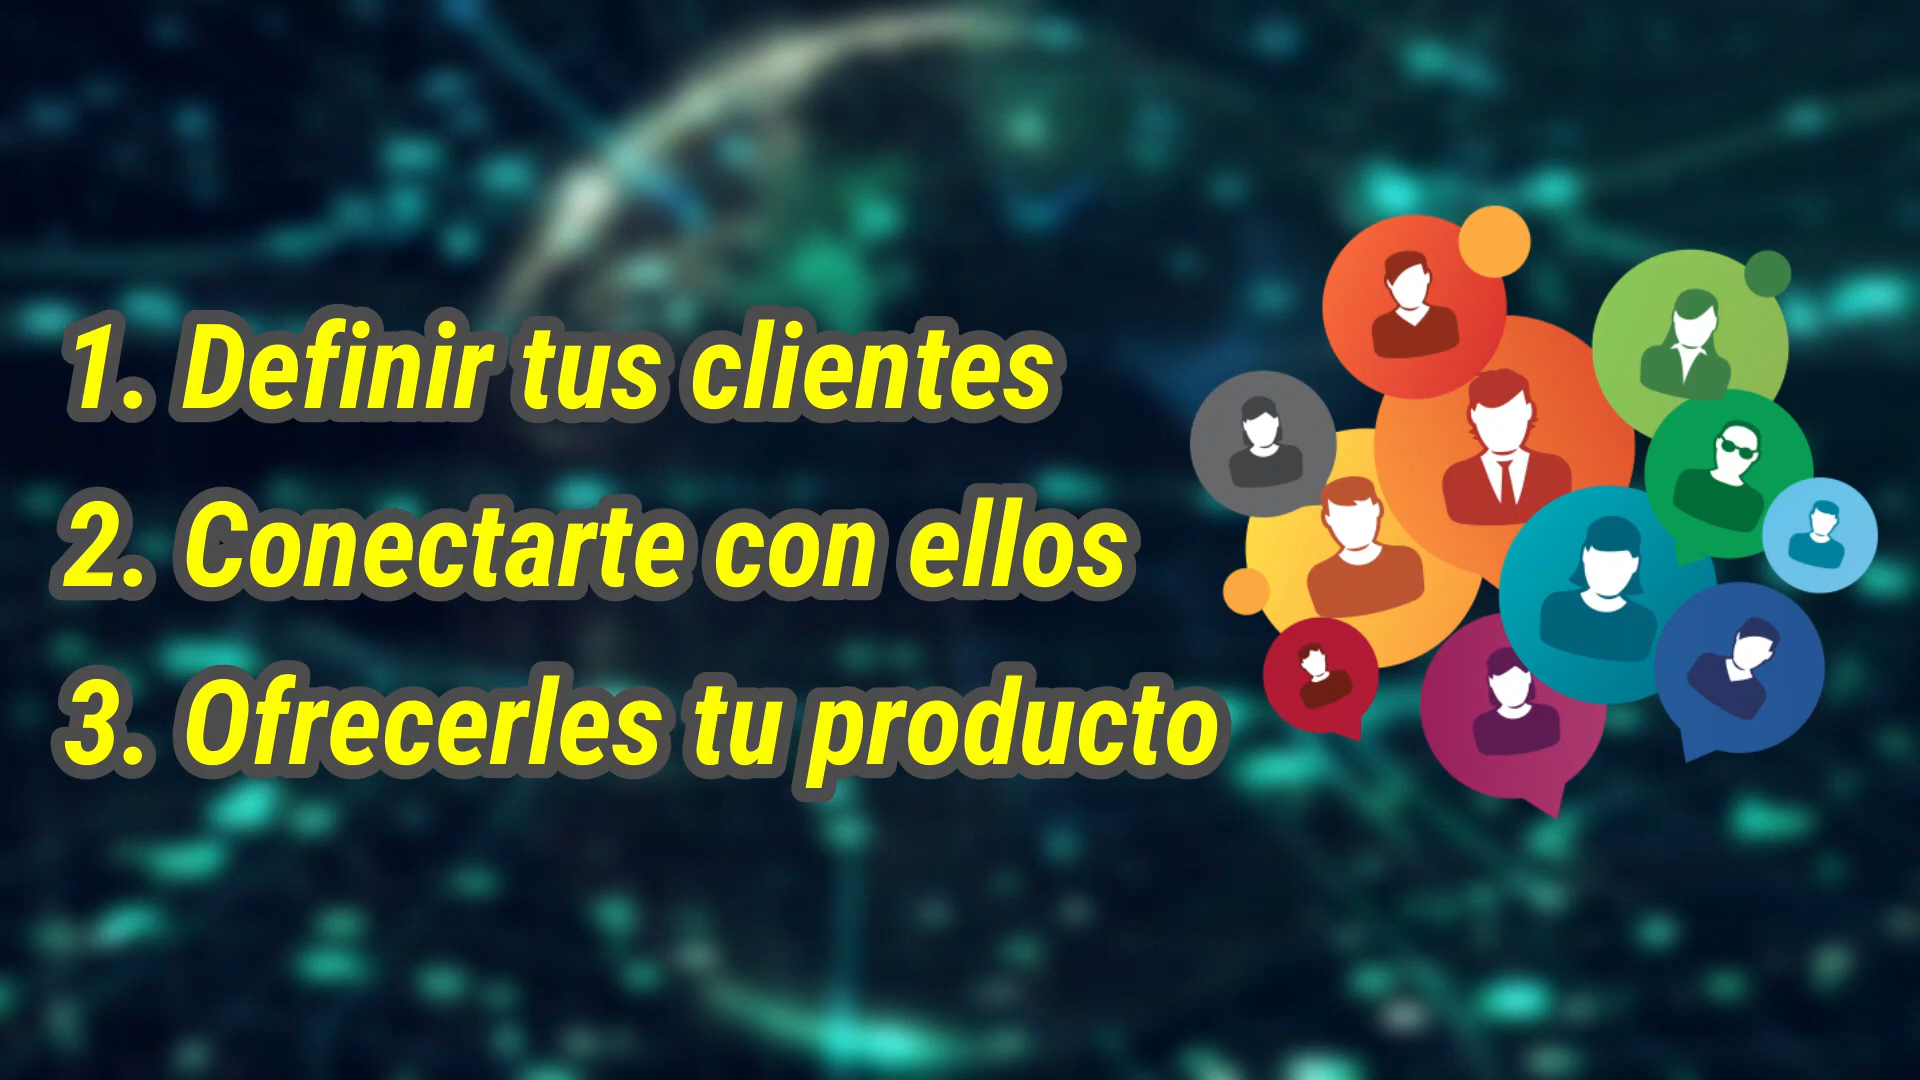 1. Definir tus clientes
2. Conectarte con ellos
3. Ofrecerles tu producto